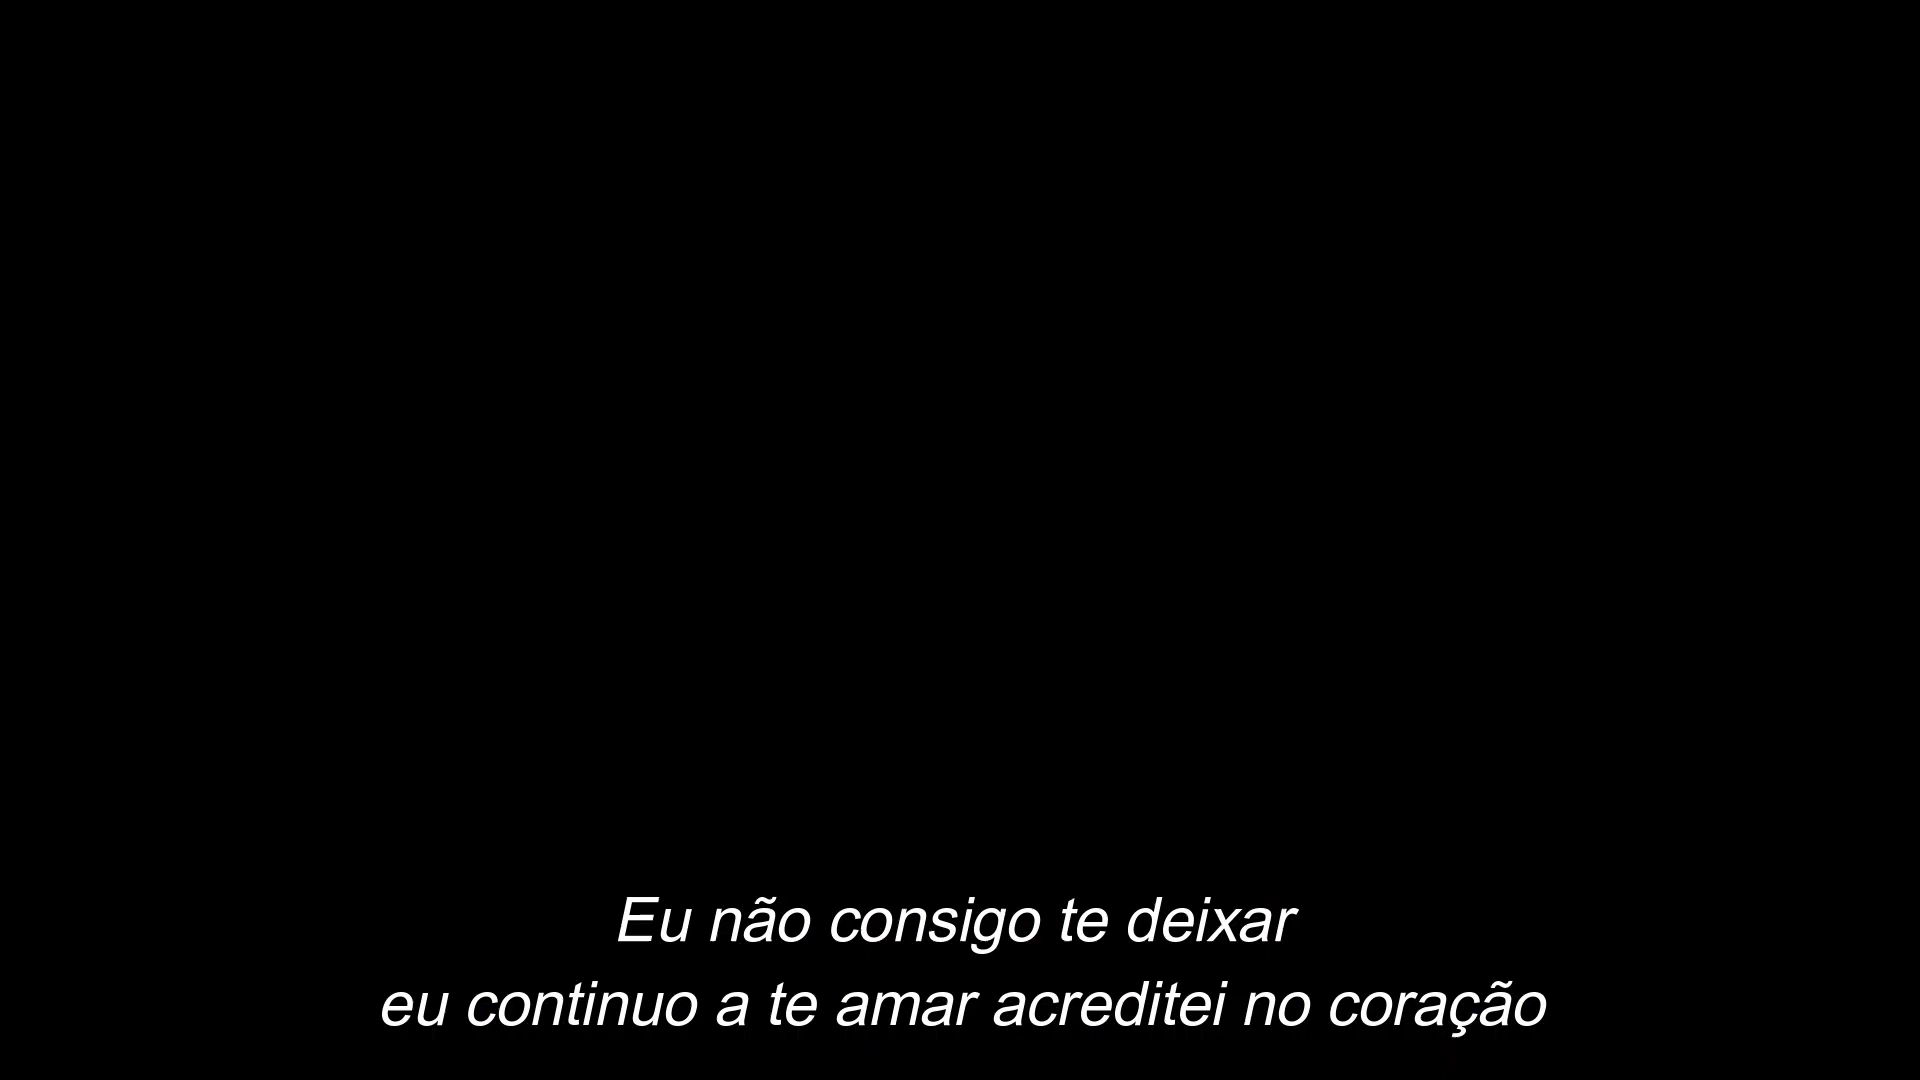 Eu não consigo te deixar
eu continuo a te amar acreditei no coração